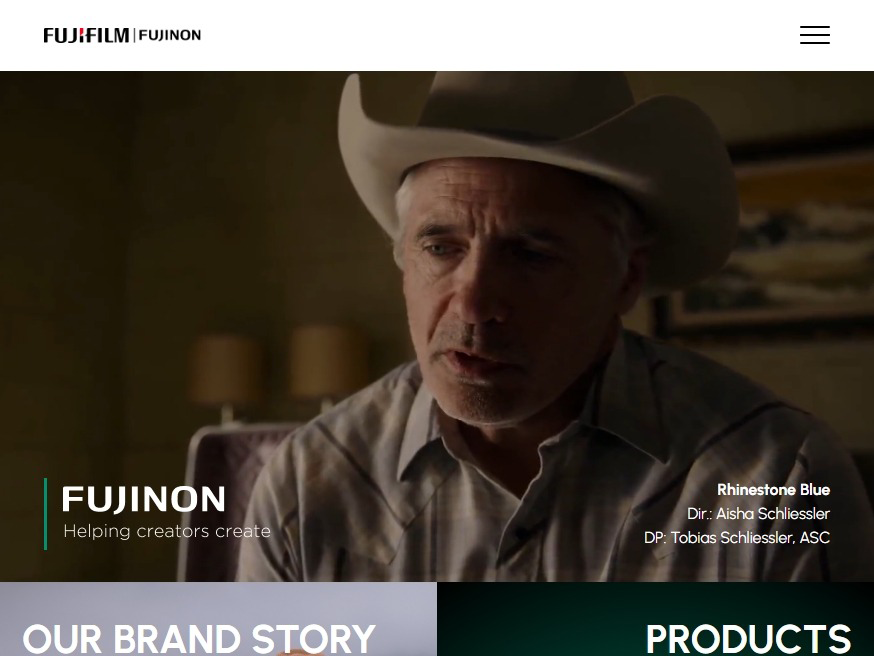 FUJIFILM | FUJINON
FUJINON
Helping creators create
Rhinestone Blue
Dir.: Aisha Schliessler
DP: Tobias Schliessler, ASC
OUR BRAND STORY
PRODUCTS